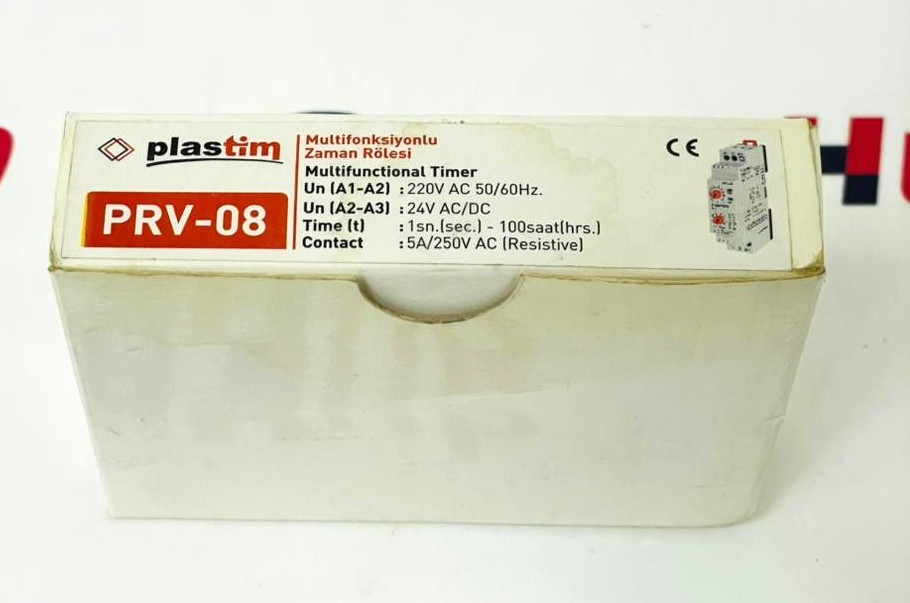 plastim
PRV-08
Multifonksiyonlu
Zaman Rölesi
Multifunctional Timer
Un (A1-A2) : 220V AC 50/60Hz.
Un (A2-A3) : 24V AC/DC
Time (t) : 1sn.(sec.) - 100saat(hrs.)
Contact : 5A/250V AC (Resistive)
CE